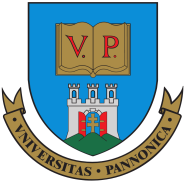 V. P.
· VNIVERSITAS · PANNONICA ·